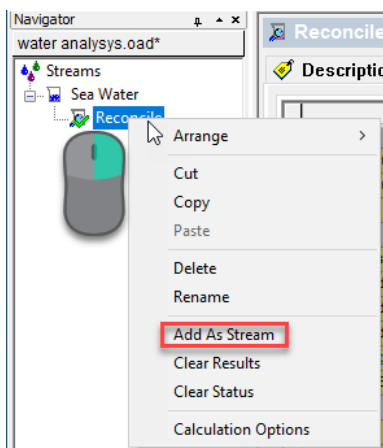 Navigator
water analysys.oad*
Streams
Sea Water
Reconcile
Arrange
Cut
Copy
Paste
Delete
Rename
Add As Stream
Clear Results
Clear Status
Calculation Options
Reconcile